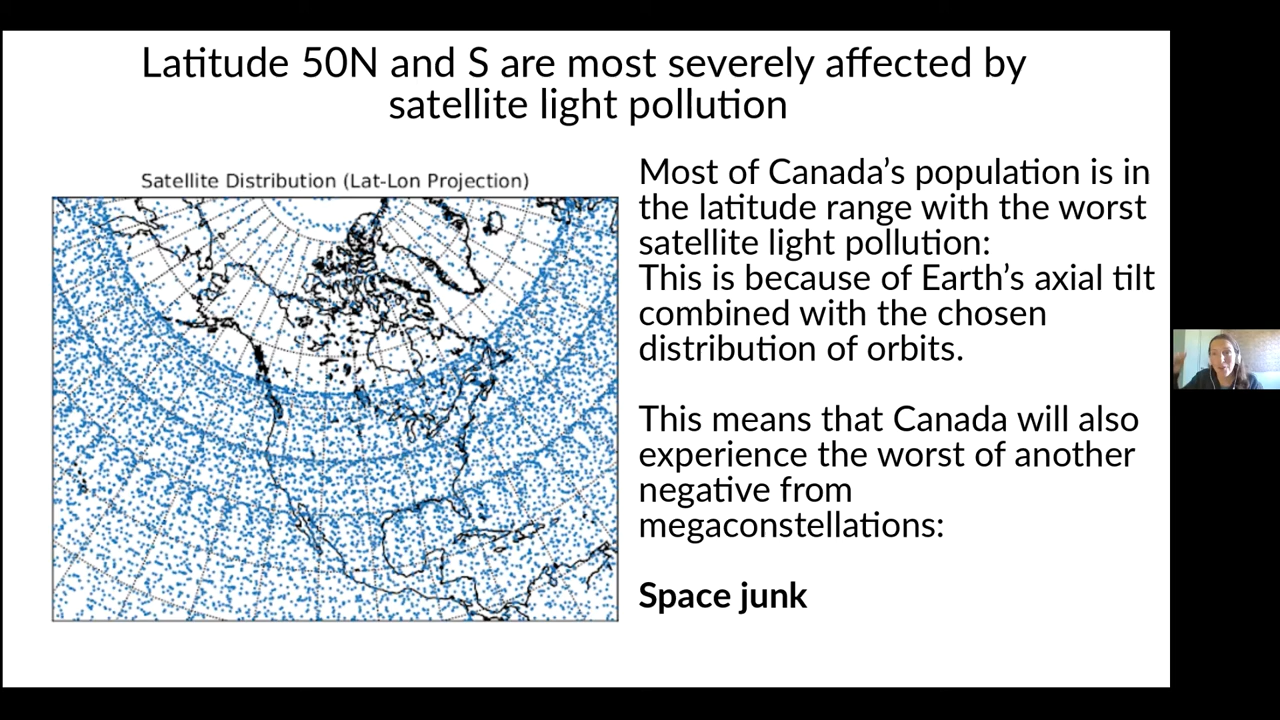 Latitude 50N and S are most severely affected by
satellite light pollution
Satellite Distribution (Lat-Lon Projection)
Most of Canada’s population is in
the latitude range with the worst
satellite light pollution:
This is because of Earth’s axial tilt
combined with the chosen
distribution of orbits.
This means that Canada will also
experience the worst of another
negative from
megaconstellations:
Space junk